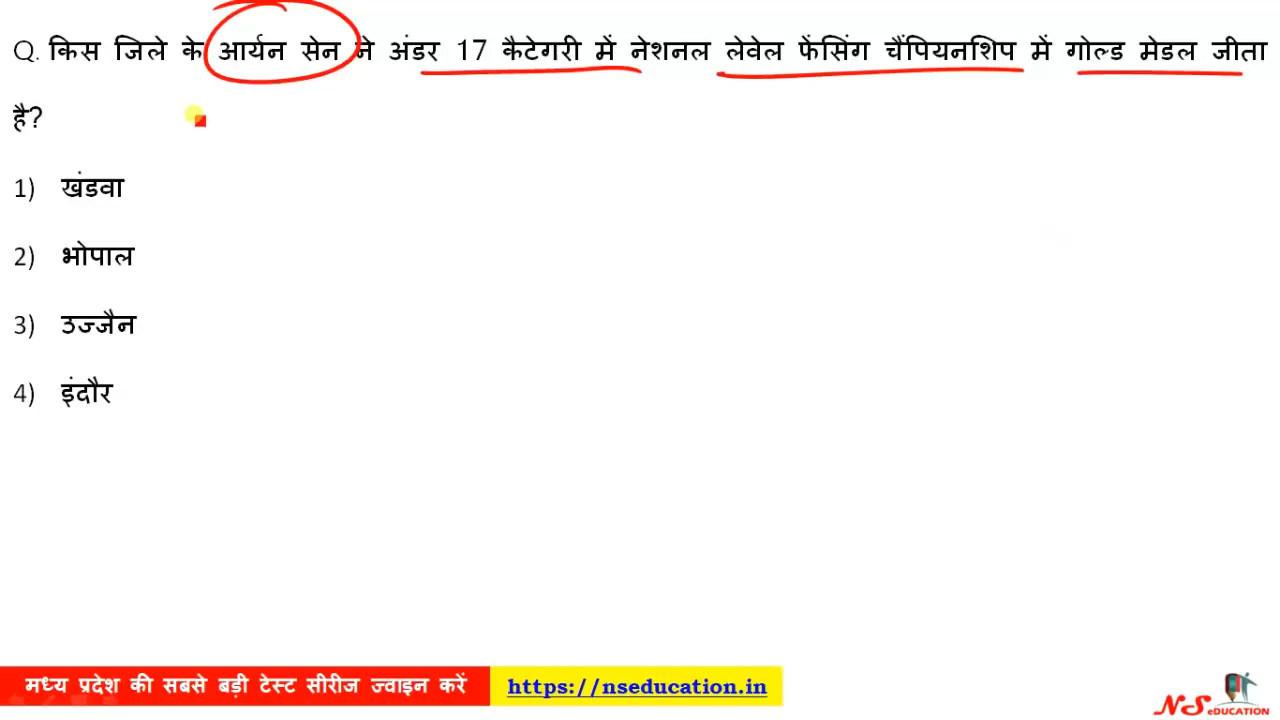 Q. किस जिले के आर्यन सेन ने अंडर 17 कैटेगरी में नेशनल लेवेल फेंसिंग चैंपियनशिप में गोल्ड मेडल जीता
है?
1) खंडवा
2) भोपाल
3) उज्जैन
4) इंदौर
मध्य प्रदेश की सबसे बड़ी टेस्ट सीरीज ज्वाइन करें https://nseducation.in
NS eDUCATION